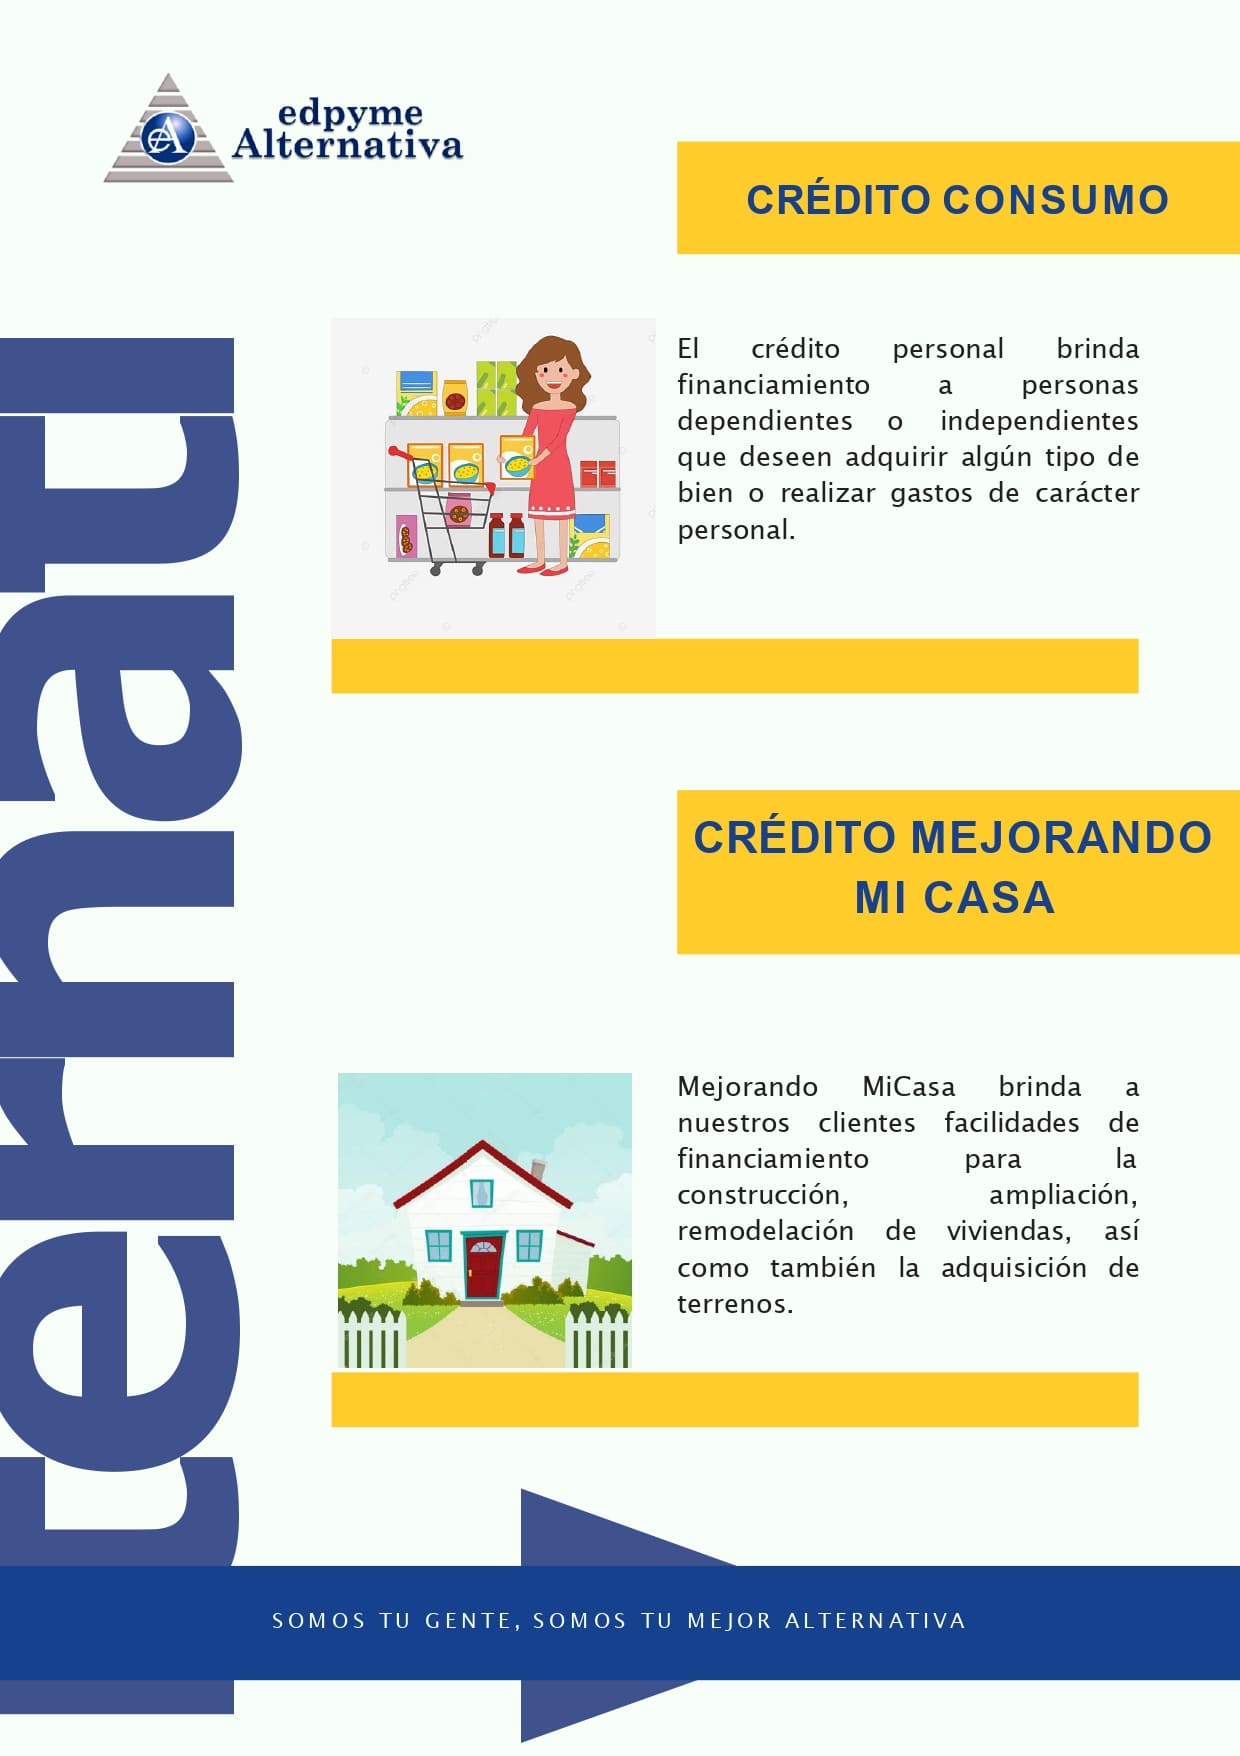 edpyme
Alternativa
CRÉDITO CONSUMO
El crédito personal brinda
financiamiento a personas
dependientes o independientes
que deseen adquirir algún tipo de
bien o realizar gastos de carácter
personal.
CRÉDITO MEJORANDO
MI CASA
Mejorando MiCasa brinda a
nuestros clientes facilidades de
financiamiento para la
construcción, ampliación,
remodelación de viviendas, así
como también la adquisición de
terrenos.
SOMOS TU GENTE, SOMOS TU MEJOR ALTERNATIVA